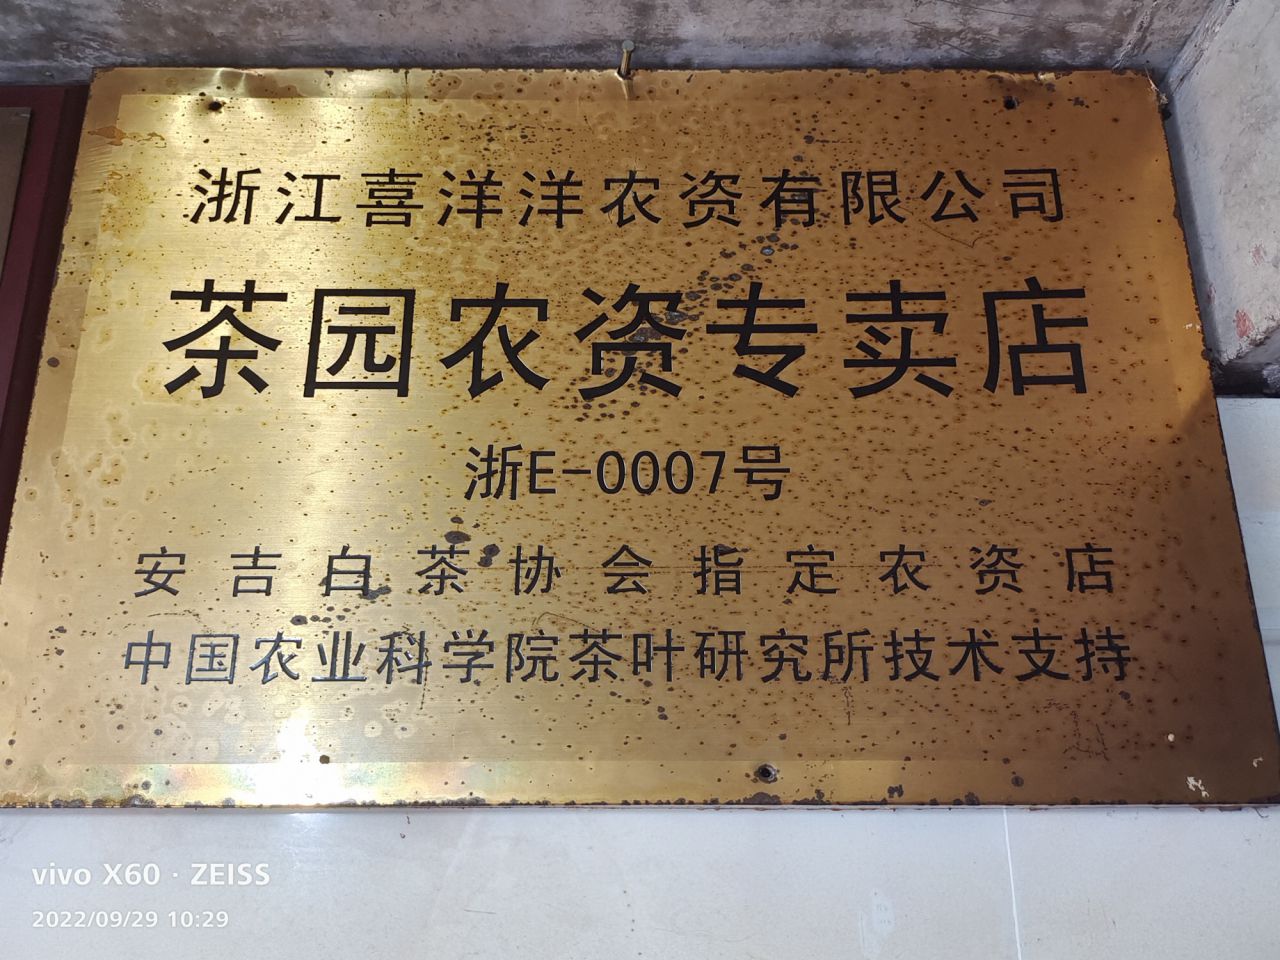 浙江喜洋洋农资有限公司
茶园农资专卖店
浙E-0007号
安吉白茶协会指定农资店
中国农业科学院茶叶研究所技术支持
vivo X60 · ZEISS
2022/09/29 10:29